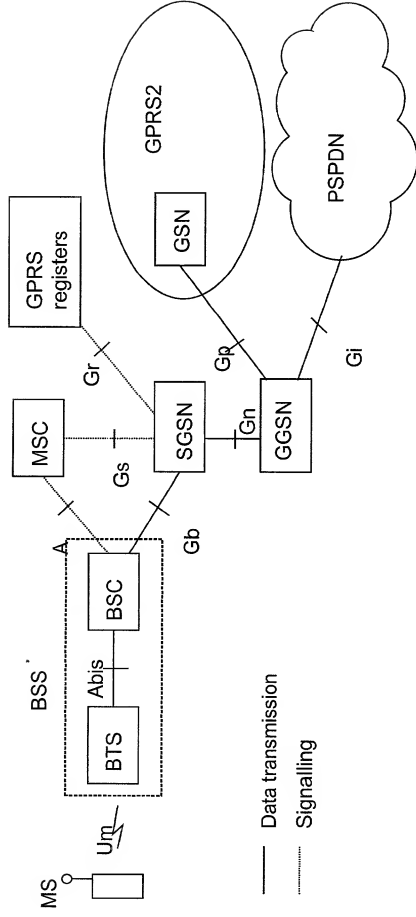 MS
Um
BSS
BTS
Abis
BSC
A
Gb
MSC
Gs
SGSN
Gr
GPRS
registers
Gn
GGSN
Gp
Gi
GSN
GPRS2
PSPDN
Data transmission
Signalling